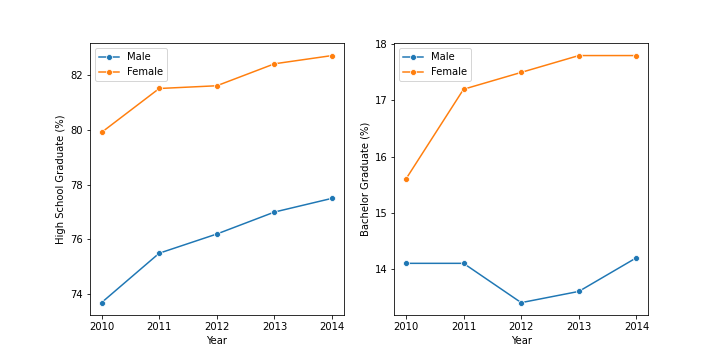 Male
Female
High School Graduate (%)
82
80
78
76
74
2010 2011 2012 2013 2014
Year
Male
Female
Bachelor Graduate (%)
18
17
16
15
14
2010 2011 2012 2013 2014
Year